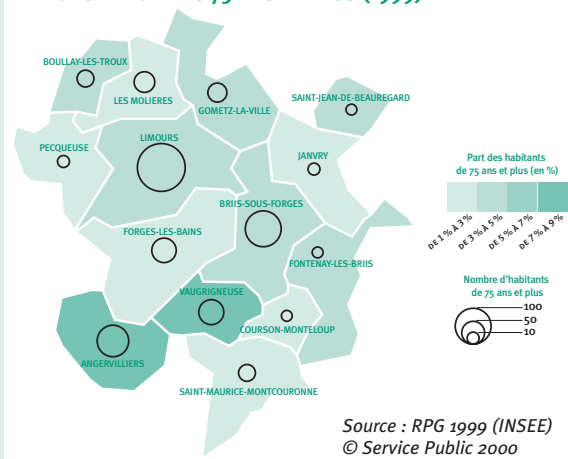 BOULLAY-LES-TROUX
LES MOLIERES
GOMETZ-LA-VILLE
SAINT-JEAN-DE-BEAUREGARD
PECQUEUSE
LIMOURS
JANVRY
BRIIS-SOUS-FORGES
FORGES-LES-BAINS
FONTENAY-LES-BRIIS
VAUGRIGNEUSE
COURSON-MONTELOUP
ANGERVILLIERS
SAINT-MAURICE-MONTCOURONNE
Part des habitants
de 75 ans et plus (en %)
DE 1 % À 3 %
DE 3 % À 5 %
DE 5 % À 7 %
DE 7 % À 9 %
Nombre d'habitants
de 75 ans et plus
100
50
10
Source : RPG 1999 (INSEE)
© Service Public 2000